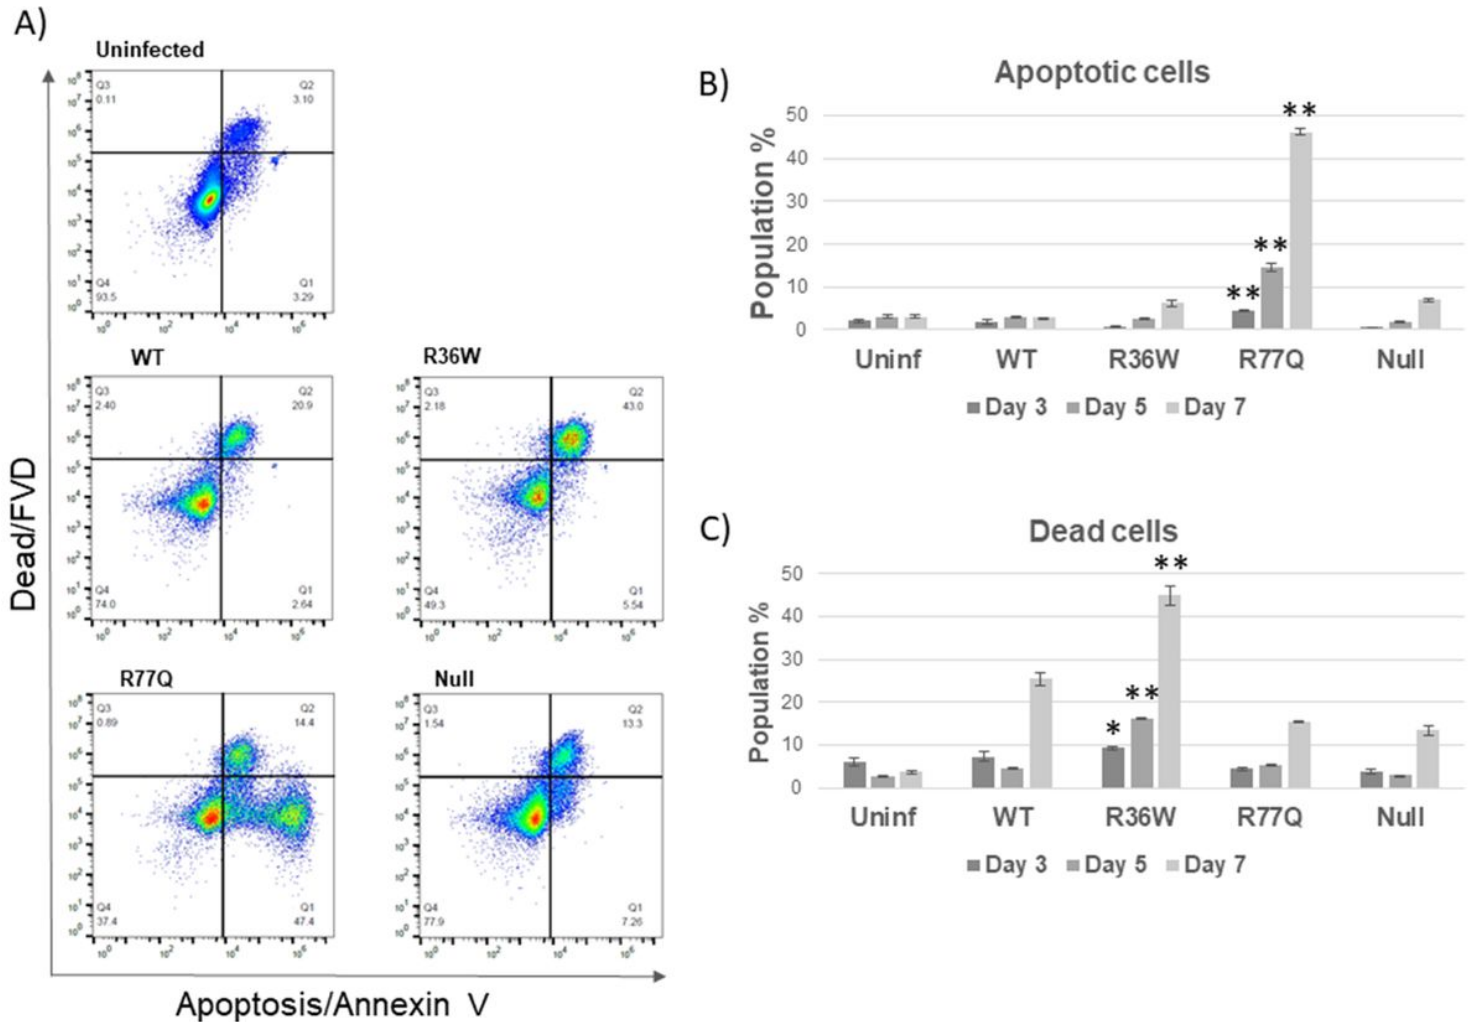 A)
Uninfected
Q3
0.11
Q2
3.10
Q4
93.5
Q1
3.29
WT
Q3
2.40
Q2
20.9
Q4
74.0
Q1
2.64
R36W
Q3
2.18
Q2
43.0
Q4
49.3
Q1
5.54
R77Q
Q3
0.89
Q2
14.4
Q4
37.4
Q1
47.4
Null
Q3
1.54
Q2
13.3
Q4
77.9
Q1
7.26
Dead/FVD
Apoptosis/Annexin V
B)
Apoptotic cells
Population %
50
40
30
20
10
0
** ** **
Uninf WT R36W R77Q Null
Day 3 Day 5 Day 7
C)
Dead cells
Population %
50
40
30
20
10
0
* ** **
Uninf WT R36W R77Q Null
Day 3 Day 5 Day 7